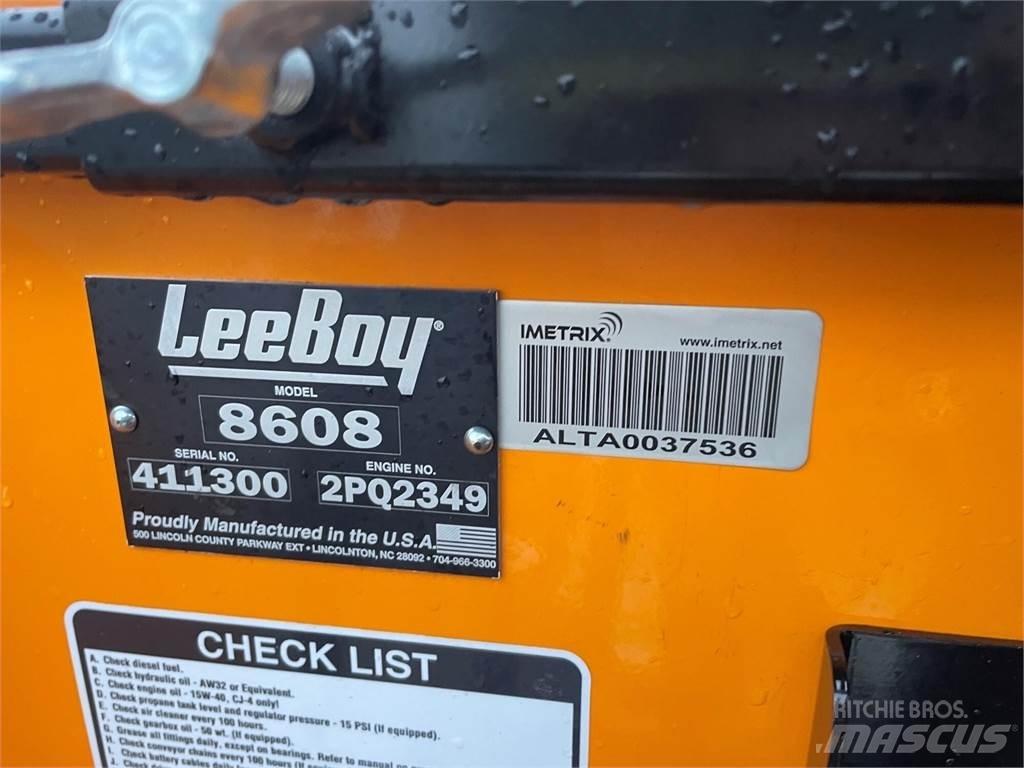 LeeBoy®
MODEL
8608
SERIAL NO. ENGINE NO.
411300 2PQ2349
Proudly Manufactured in the U.S.A.
500 LINCOLN COUNTY PARKWAY EXT • LINCOLNTON, NC 28092 • 704-966-3300
IMETRIX® www.imetrix.net
ALTA0037536
CHECK LIST
A. Check diesel fuel.
B. Check hydraulic oil - AW32 or Equivalent.
C. Check engine oil - 15W-40, CJ-4 only!
D. Check propane tank level and regulator pressure - 15 PSI (If equipped).
E. Check air cleaner every 100 hours.
F. Check gearbox oil - 50 wt. (If equipped).
G. Grease all fittings daily, except on bearings. Refer to manual on
H. Check conveyor chains every 100 hours (If equipped).
I. Check battery cables daily
J. Check
RITCHIE BROS.
MASCUS